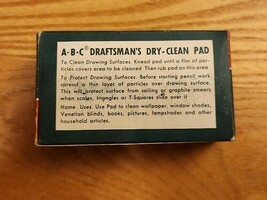 A·B·C® DRAFTSMAN'S DRY-CLEAN PAD
To Clean Drawing Surfaces. Knead pad until a film of par-
ticles covers area to be cleaned. Then rub pad on this area
To Protect Drawing Surfaces. Before starting pencil work
spread a thin layer of particles over drawing surface.
This will protect surface from soiling or graphite smears
when scales, triangles or T-Squares slide over it
Home Uses. Use Pad to clean wallpaper, window shades,
Venetian blinds, books, pictures, lampshades and other
household articles.